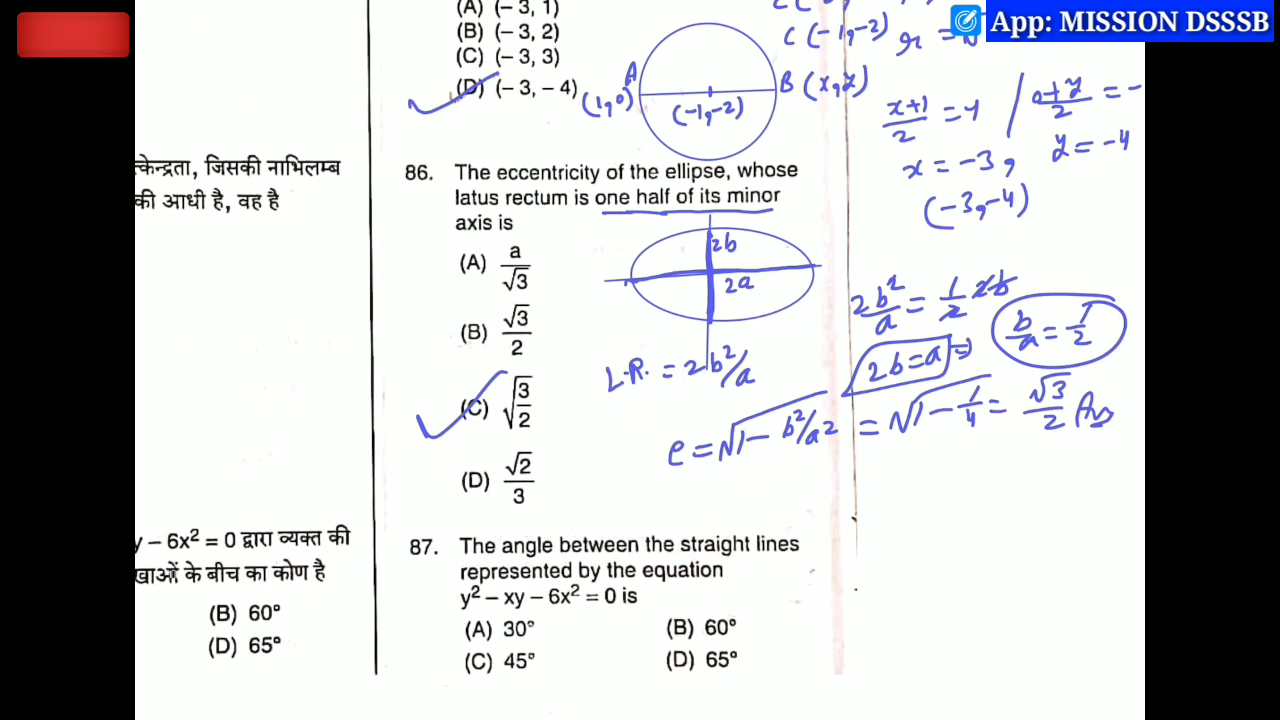 App: MISSION DSSSB
(A) (– 3, 1)
(B) (– 3, 2)
(C) (– 3, 3)
(D) (– 3, – 4)
A
(1, 0)
(-1, -2)
B (x, y)
C (-1, -2) r =
x+1/2 = -1 / 0+y/2 = -
x = -3, y = -4
(-3, -4)
त्केन्द्रता, जिसकी नाभिलम्ब
की आधी है, वह है
86. The eccentricity of the ellipse, whose
latus rectum is one half of its minor
axis is
(A) a/√3
(B) √3/2
(C) √(3/2)
(D) √2/3
2b
2a
L.R. = 2b²/a
2b²/a = 1/2 2b
2b = a ⇒ b/a = 1/2
e = √1 - b²/a² = √1 - 1/4 = √3/2 Ans
y – 6x² = 0 द्वारा व्यक्त की
खाओं के बीच का कोण है
(B) 60°
(D) 65°
87. The angle between the straight lines
represented by the equation
y² – xy – 6x² = 0 is
(A) 30° (B) 60°
(C) 45° (D) 65°